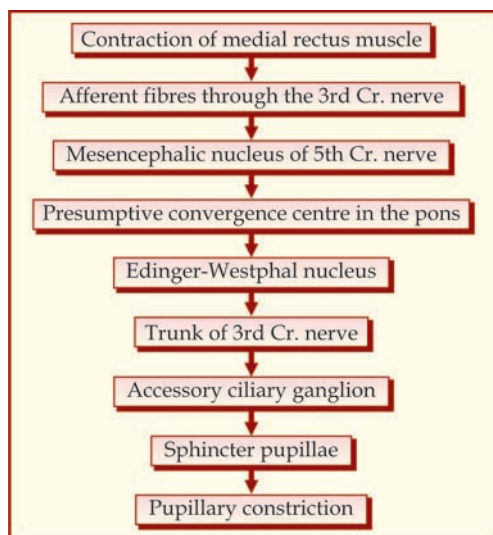 Contraction of medial rectus muscle
Afferent fibres through the 3rd Cr. nerve
Mesencephalic nucleus of 5th Cr. nerve
Presumptive convergence centre in the pons
Edinger-Westphal nucleus
Trunk of 3rd Cr. nerve
Accessory ciliary ganglion
Sphincter pupillae
Pupillary constriction